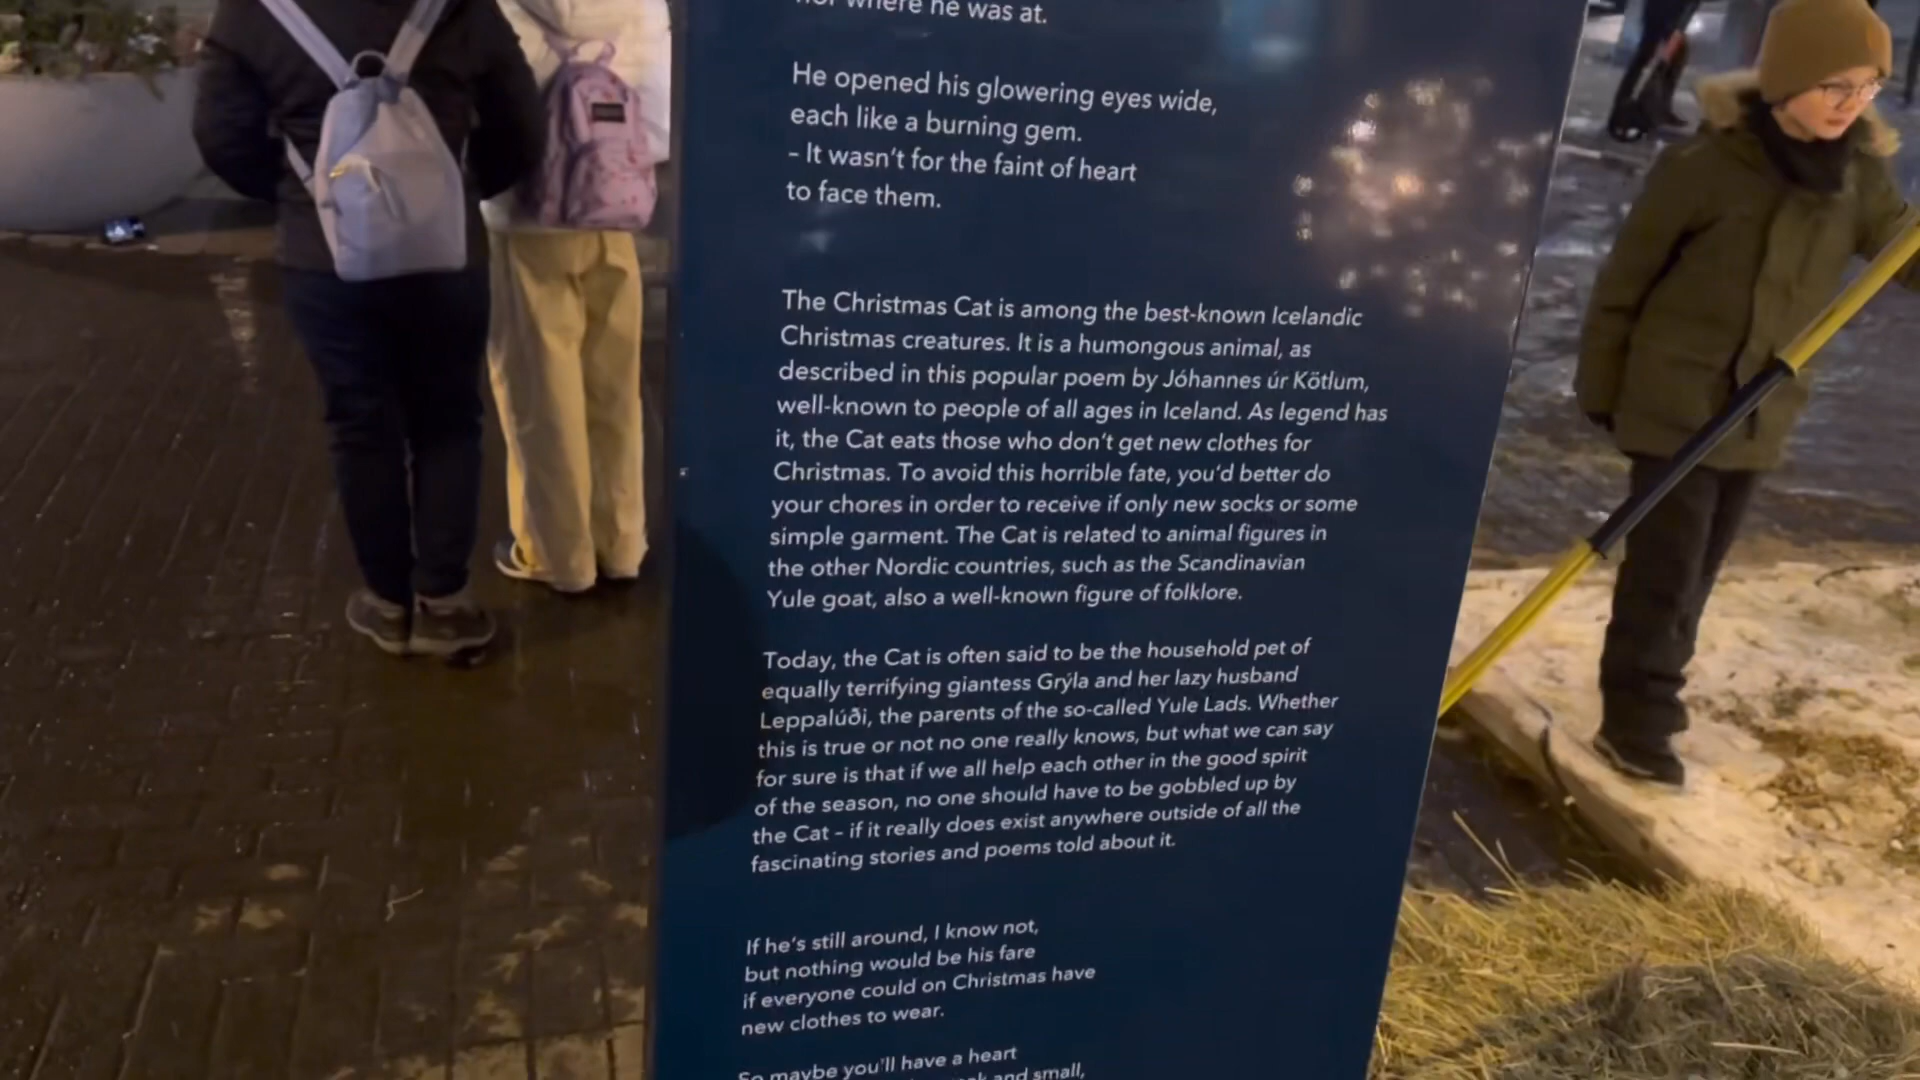 where he was at.
He opened his glowering eyes wide,
each like a burning gem.
– It wasn't for the faint of heart
to face them.
The Christmas Cat is among the best-known Icelandic
Christmas creatures. It is a humongous animal, as
described in this popular poem by Jóhannes úr Kötlum,
well-known to people of all ages in Iceland. As legend has
it, the Cat eats those who don't get new clothes for
Christmas. To avoid this horrible fate, you'd better do
your chores in order to receive if only new socks or some
simple garment. The Cat is related to animal figures in
the other Nordic countries, such as the Scandinavian
Yule goat, also a well-known figure of folklore.
Today, the Cat is often said to be the household pet of
equally terrifying giantess Grýla and her lazy husband
Leppalúði, the parents of the so-called Yule Lads. Whether
this is true or not no one really knows, but what we can say
for sure is that if we all help each other in the good spirit
of the season, no one should have to be gobbled up by
the Cat – if it really does exist anywhere outside of all the
fascinating stories and poems told about it.
If he's still around, I know not,
but nothing would be his fare
if everyone could on Christmas have
new clothes to wear.
So maybe you'll have a heart
and small,